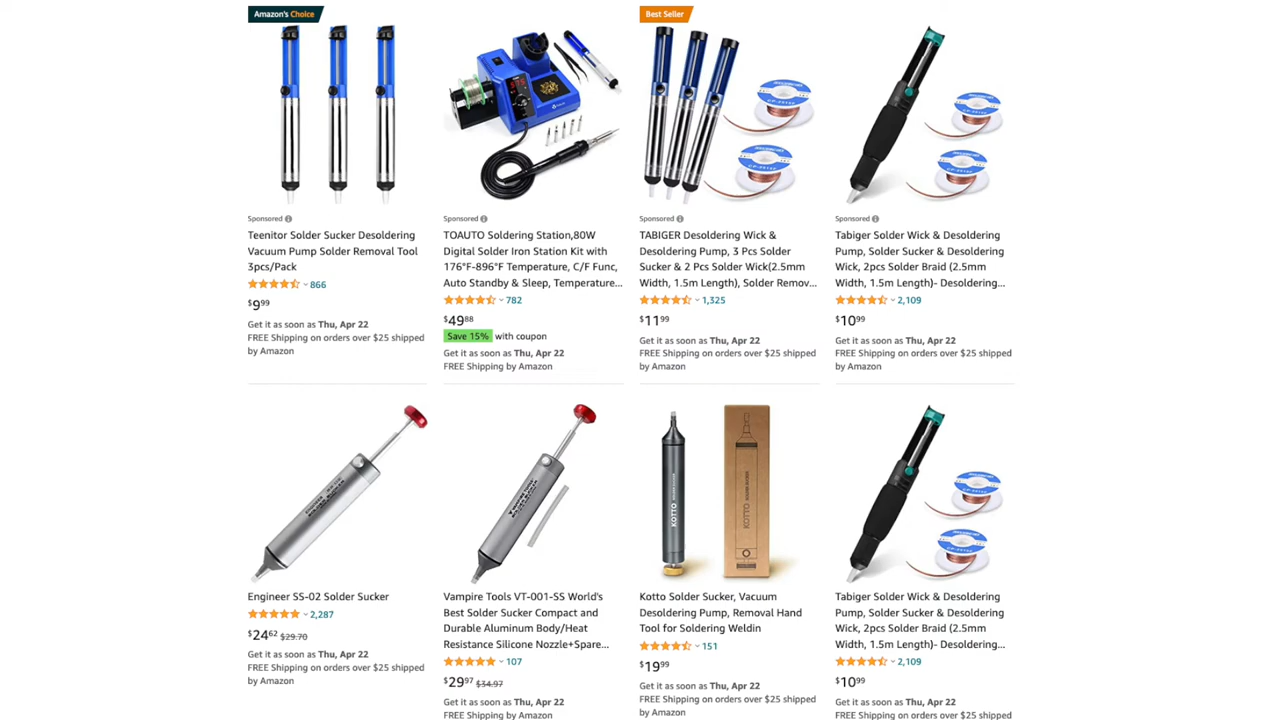 Amazon's Choice
Sponsored
Teenitor Solder Sucker Desoldering
Vacuum Pump Solder Removal Tool
3pcs/Pack
866
$9.99
Get it as soon as Thu, Apr 22
FREE Shipping on orders over $25 shipped
by Amazon
Sponsored
TOAUTO Soldering Station,80W
Digital Solder Iron Station Kit with
176°F-896°F Temperature, C/F Func,
Auto Standby & Sleep, Temperature...
782
$49.88
Save 15% with coupon
Get it as soon as Thu, Apr 22
FREE Shipping by Amazon
Best Seller
Sponsored
TABIGER Desoldering Wick &
Desoldering Pump, 3 Pcs Solder
Sucker & 2 Pcs Solder Wick(2.5mm
Width, 1.5m Length), Solder Remov...
1,325
$11.99
Get it as soon as Thu, Apr 22
FREE Shipping on orders over $25 shipped
by Amazon
Sponsored
Tabiger Solder Wick & Desoldering
Pump, Solder Sucker & Desoldering
Wick, 2pcs Solder Braid (2.5mm
Width, 1.5m Length)- Desoldering...
2,109
$10.99
Get it as soon as Thu, Apr 22
FREE Shipping on orders over $25 shipped
by Amazon
Engineer SS-02 Solder Sucker
2,287
$24.62 $29.70
Get it as soon as Thu, Apr 22
FREE Shipping on orders over $25 shipped
by Amazon
VAMPIRE TOOLS
Vampire Tools VT-001-SS World's
Best Solder Sucker Compact and
Durable Aluminum Body/Heat
Resistance Silicone Nozzle+Spare...
107
$29.97 $34.97
Get it as soon as Thu, Apr 22
FREE Shipping by Amazon
KOTTO SOLDER SUCKER
KOTTO SOLDER SUCKER
Kotto Solder Sucker, Vacuum
Desoldering Pump, Removal Hand
Tool for Soldering Weldin
151
$19.99
Get it as soon as Thu, Apr 22
FREE Shipping on orders over $25 shipped
by Amazon
Tabiger Solder Wick & Desoldering
Pump, Solder Sucker & Desoldering
Wick, 2pcs Solder Braid (2.5mm
Width, 1.5m Length)- Desoldering...
2,109
$10.99
Get it as soon as Thu, Apr 22
FREE Shipping on orders over $25 shipped